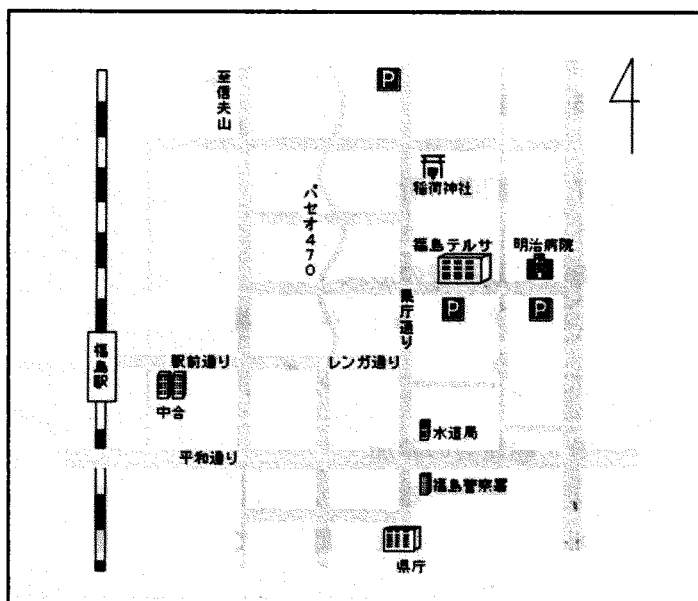 P
至信夫山
稲荷神社
パセオ470
福島テルサ
明治病院
P
P
県庁通り
福島駅
駅前通り
レンガ通り
中合
水道局
平和通り
福島警察署
県庁